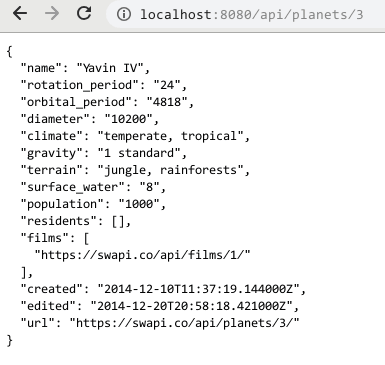 localhost:8080/api/planets/3
{
  "name": "Yavin IV",
  "rotation_period": "24",
  "orbital_period": "4818",
  "diameter": "10200",
  "climate": "temperate, tropical",
  "gravity": "1 standard",
  "terrain": "jungle, rainforests",
  "surface_water": "8",
  "population": "1000",
  "residents": [],
  "films": [
    "https://swapi.co/api/films/1/"
  ],
  "created": "2014-12-10T11:37:19.144000Z",
  "edited": "2014-12-20T20:58:18.421000Z",
  "url": "https://swapi.co/api/planets/3/"
}